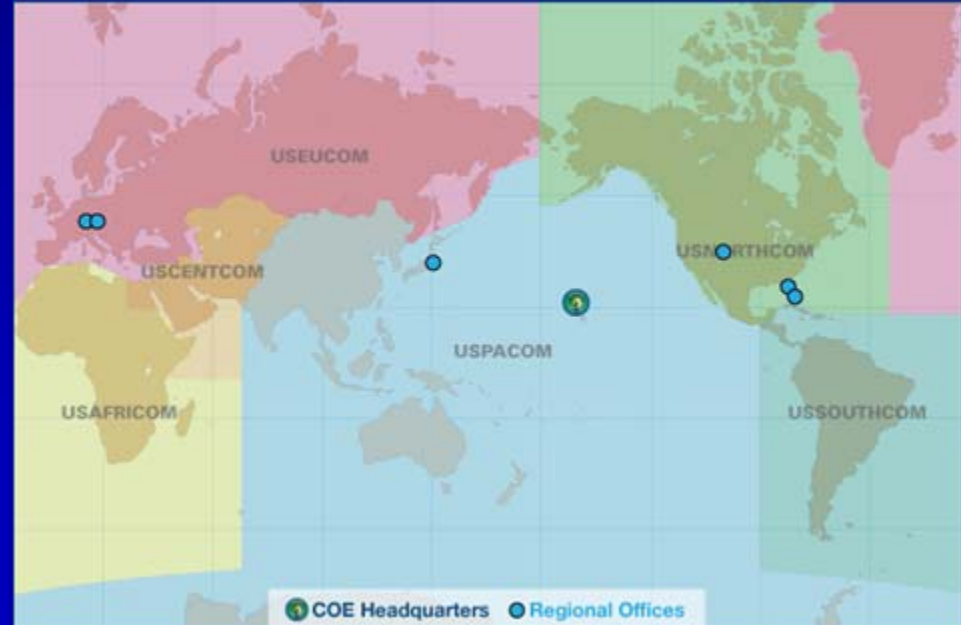 USEUCOM
USNORTHCOM
USCENTCOM
USPACOM
USAFRICOM
USSOUTHCOM
COE Headquarters Regional Offices